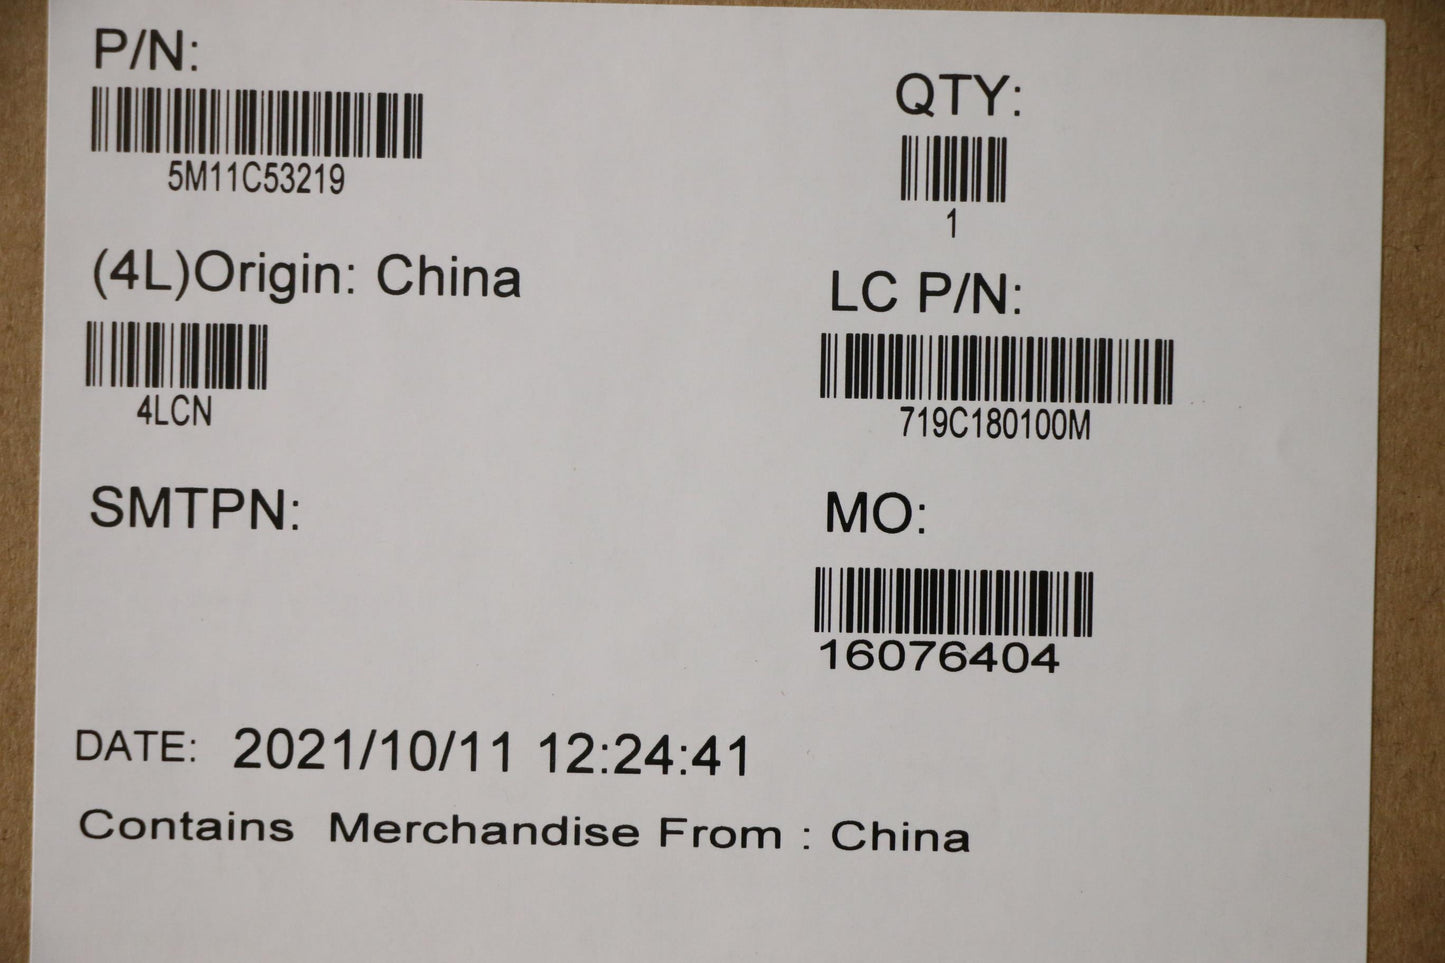 P/N:
5M11C53219
QTY:
1
(4L)Origin: China
4LCN
LC P/N:
719C180100M
SMTPN:
MO:
16076404
DATE: 2021/10/11 12:24:41
Contains Merchandise From : China